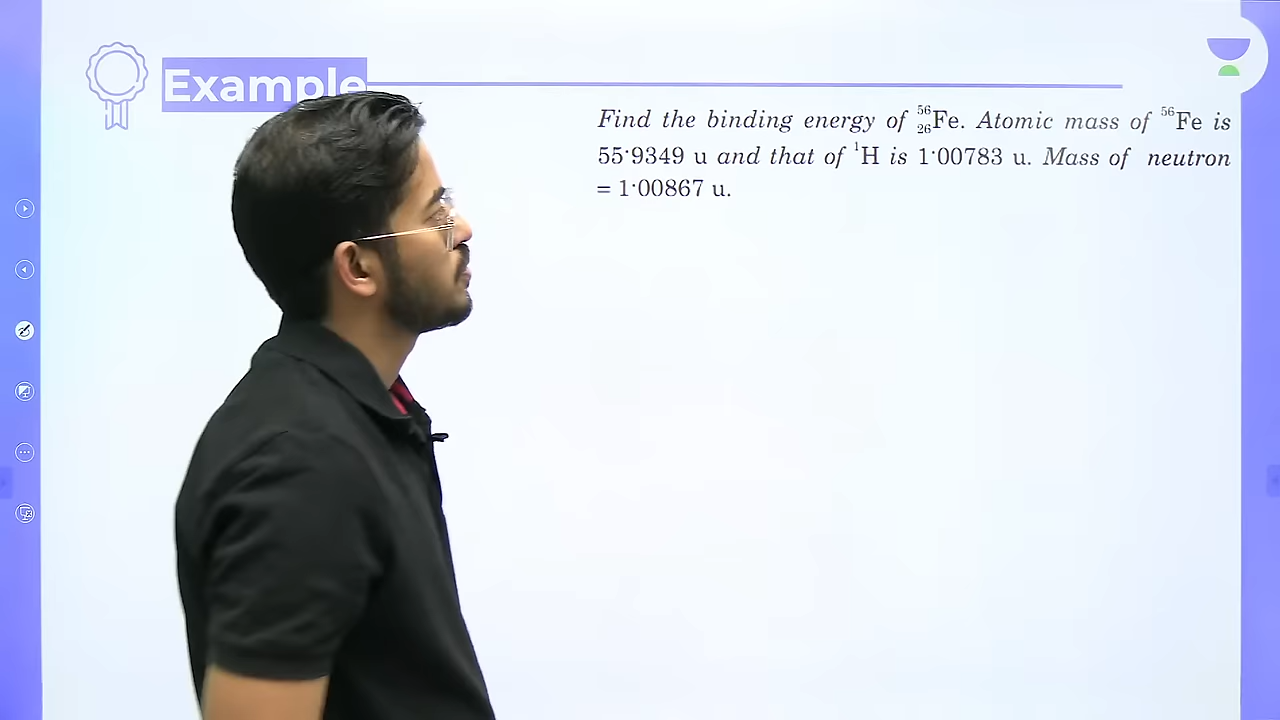 Example
Find the binding energy of ⁵⁶₂₆Fe. Atomic mass of ⁵⁶Fe is
55·9349 u and that of ¹H is 1·00783 u. Mass of neutron
= 1·00867 u.